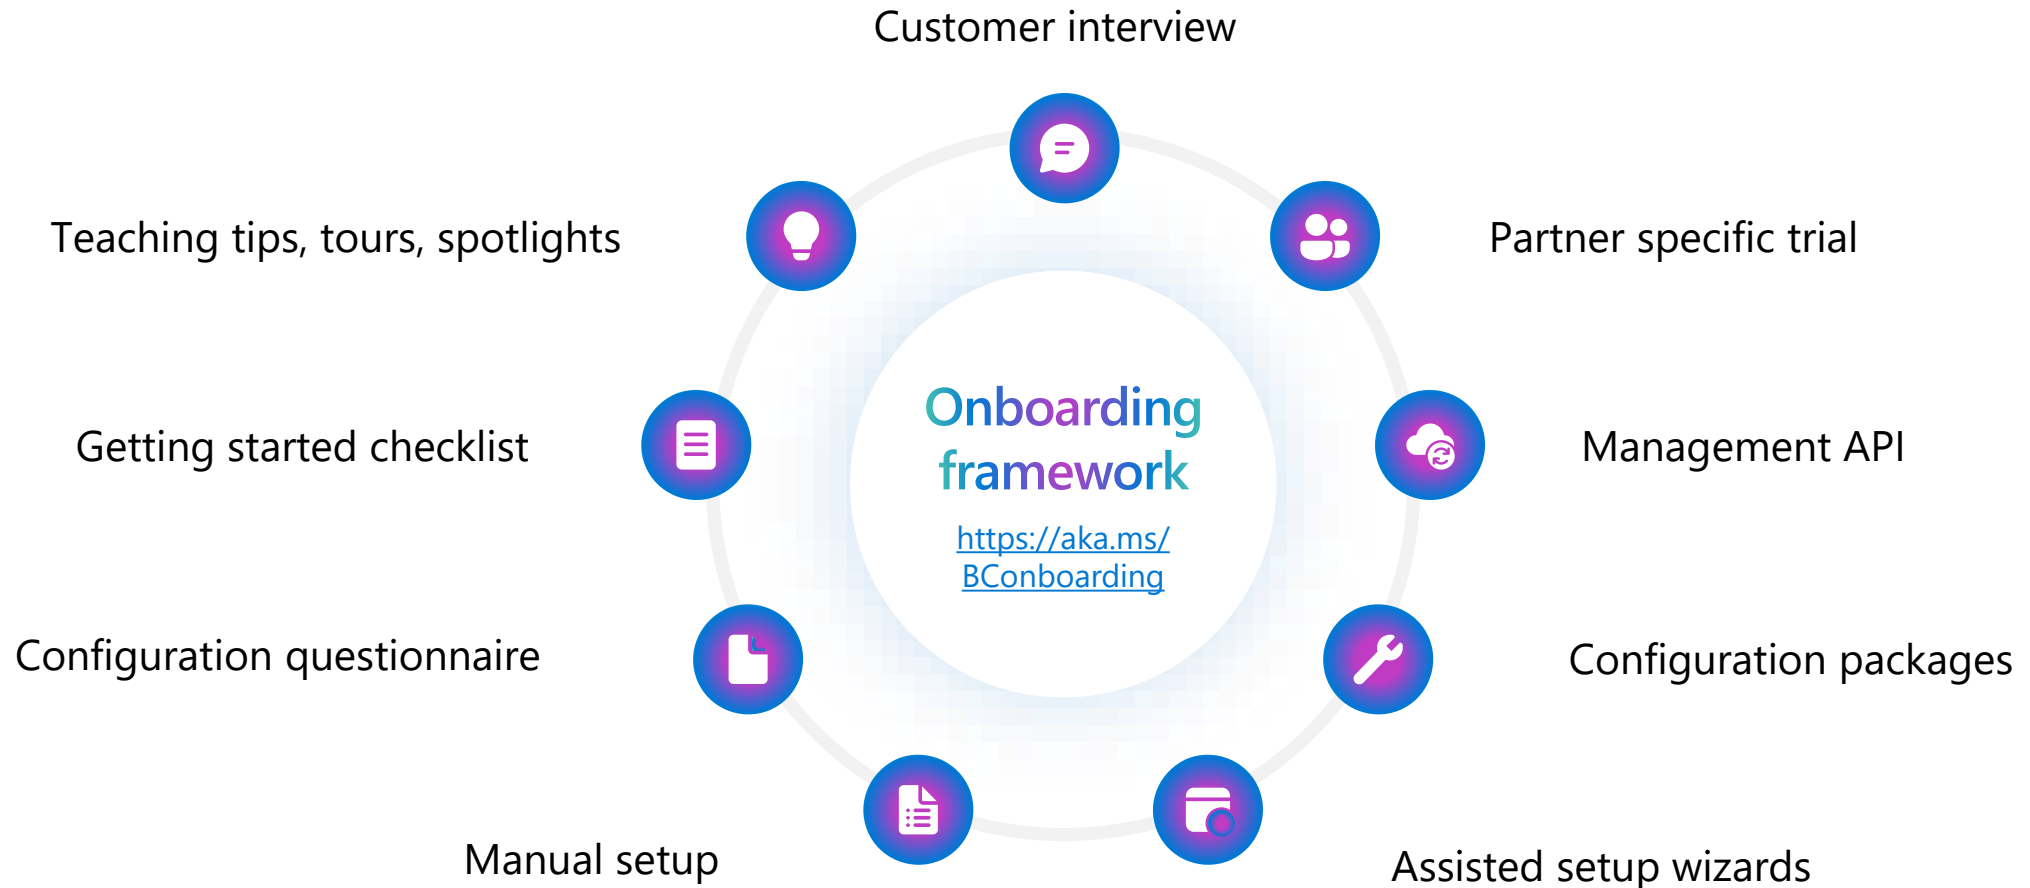 Customer interview
Teaching tips, tours, spotlights
Partner specific trial
Getting started checklist
Onboarding
framework
https://aka.ms/
BConboarding
Management API
Configuration questionnaire
Configuration packages
Manual setup
Assisted setup wizards